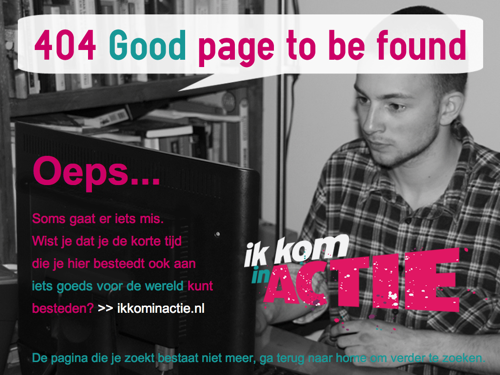 404 Good page to be found
Oeps...
Soms gaat er iets mis.
Wist je dat je de korte tijd
die je hier besteedt ook aan
iets goeds voor de wereld kunt
besteden? >> ikkominactie.nl
ik kom
in ACTIE
De pagina die je zoekt bestaat niet meer, ga terug naar home om verder te zoeken.